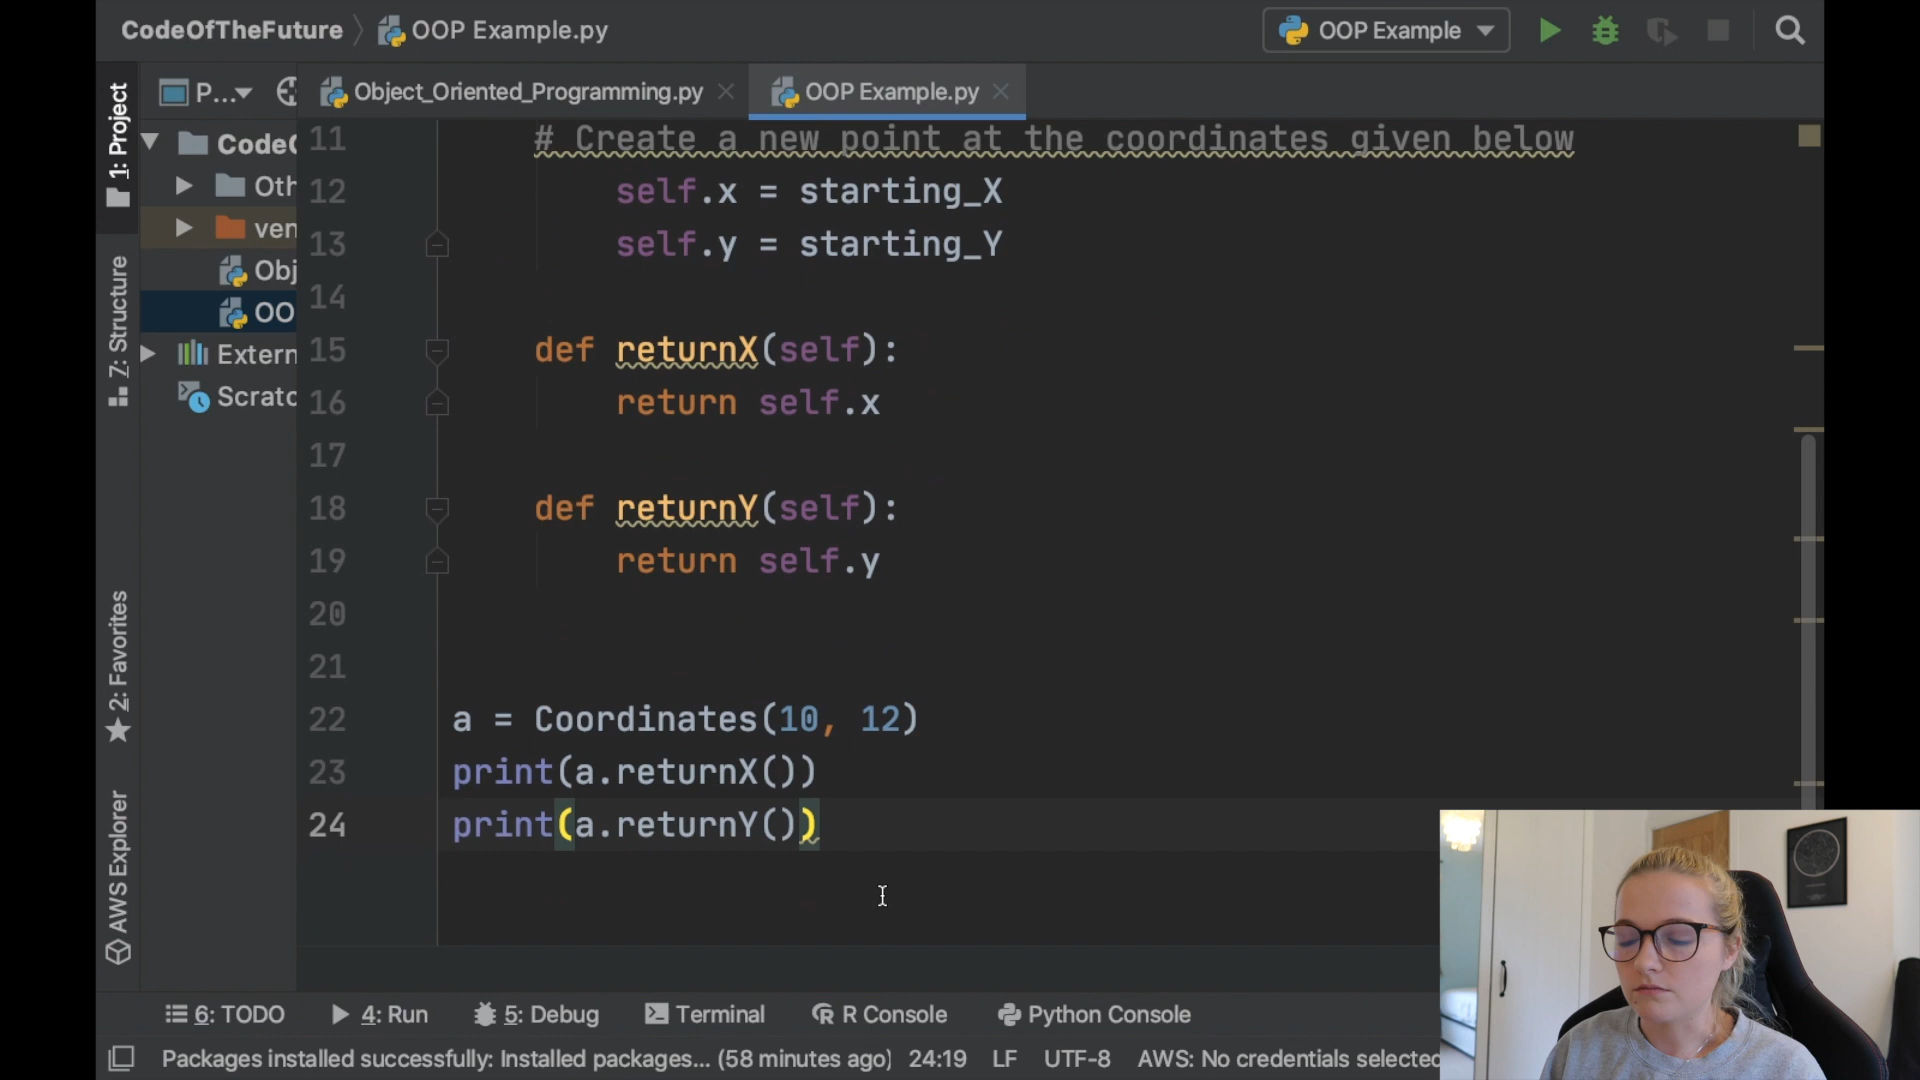 CodeOfTheFuture
OOP Example.py
OOP Example
1: Project
P...
Object_Oriented_Programming.py
OOP Example.py
CodeO
Oth
ven
Obj
OO
Extern
Scratc
Z: Structure
2: Favorites
AWS Explorer
11 # Create a new point at the coordinates given below
12 self.x = starting_X
13 self.y = starting_Y
14
15 def returnX(self):
16 return self.x
17
18 def returnY(self):
19 return self.y
20
21
22 a = Coordinates(10, 12)
23 print(a.returnX())
24 print(a.returnY())
6: TODO
4: Run
5: Debug
Terminal
R Console
Python Console
Packages installed successfully: Installed packages... (58 minutes ago)
24:19
LF
UTF-8
AWS: No credentials selected